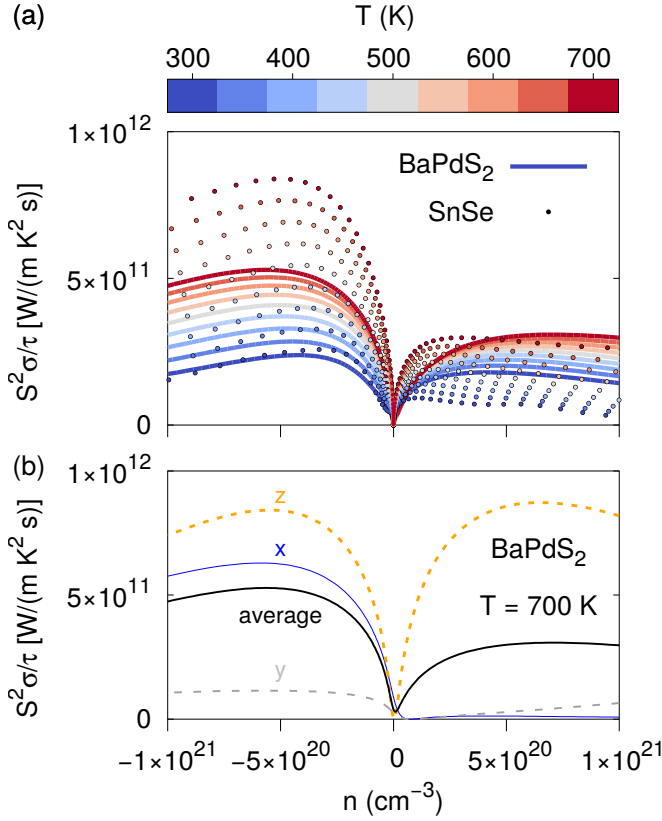 (a)
T (K)
300 400 500 600 700
1×10¹²
BaPdS₂
SnSe
5×10¹¹
S²σ/τ [W/(m K² s)]
0
(b)
1×10¹²
z
BaPdS₂
x
5×10¹¹
average
T = 700 K
S²σ/τ [W/(m K² s)]
y
0
−1×10²¹ −5×10²⁰ 0 5×10²⁰ 1×10²¹
n (cm⁻³)